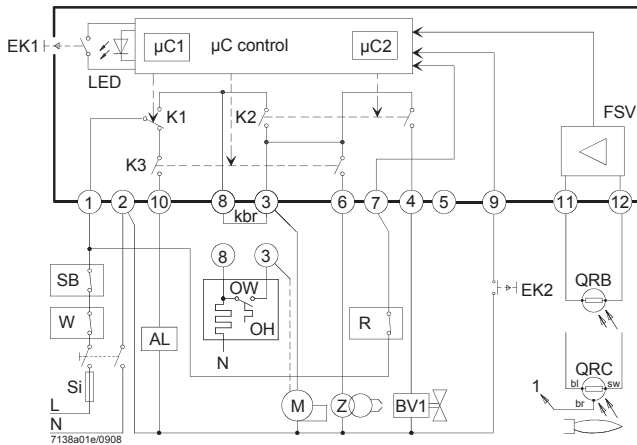 µC1 µC control µC2
EK1
LED
FSV
K1 K2
K3
1 2 10 8 3 6 7 4 5 9 11 12
kbr
8 3
SB
QRB
EK2
OW
W
R
AL
OH
QRC
N
Si
bl sw
1 br
L
M Z BV1
N
7138a01e/0908